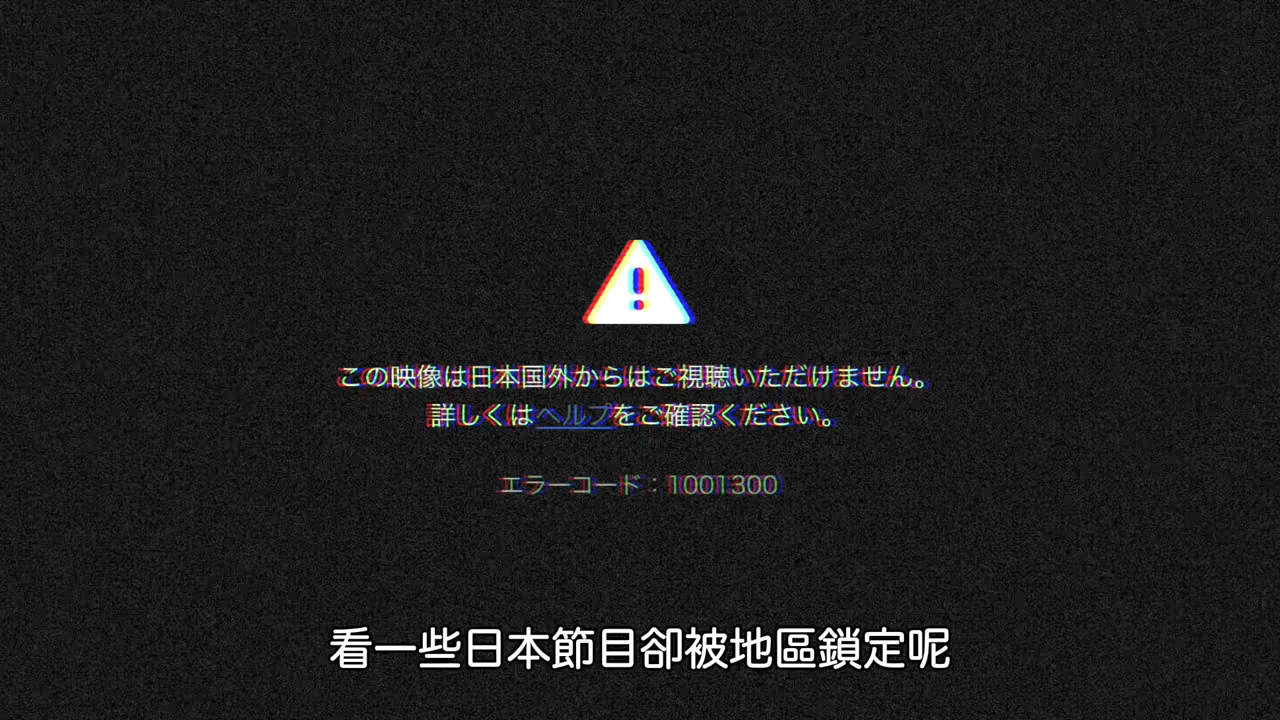 この映像は日本国外からはご視聴いただけません。
詳しくはヘルプをご確認ください。
エラーコード：1001300
看一些日本節目卻被地區鎖定呢